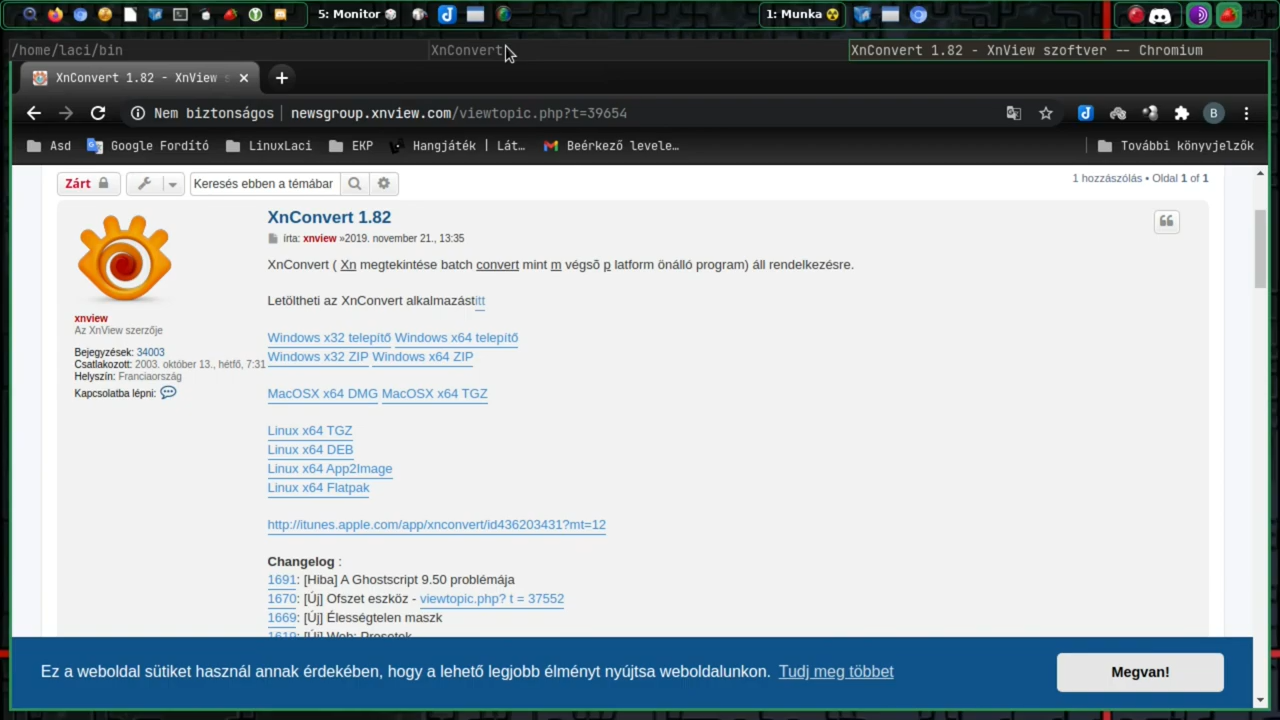 5: Monitor
1: Munka
/home/laci/bin
XnConvert
XnConvert 1.82 - XnView szoftver -- Chromium
XnConvert 1.82 - XnView s
Nem biztonságos
newsgroup.xnview.com/viewtopic.php?t=39654
B
Asd
Google Fordító
LinuxLaci
EKP
Hangjáték | Lát…
Beérkező levele…
További könyvjelzők
Zárt
Keresés ebben a témábar
1 hozzászólás • Oldal 1 of 1
XnConvert 1.82
írta: xnview »2019. november 21., 13:35
XnConvert ( Xn megtekintése batch convert mint m végső p latform önálló program) áll rendelkezésre.
Letöltheti az XnConvert alkalmazástitt
xnview
Az XnView szerzője
Bejegyzések: 34003
Csatlakozott: 2003. október 13., hétfő, 7:31
Helyszín: Franciaország
Kapcsolatba lépni:
Windows x32 telepítő Windows x64 telepítő
Windows x32 ZIP Windows x64 ZIP
MacOSX x64 DMG MacOSX x64 TGZ
Linux x64 TGZ
Linux x64 DEB
Linux x64 App2Image
Linux x64 Flatpak
http://itunes.apple.com/app/xnconvert/id436203431?mt=12
Changelog :
1691: [Hiba] A Ghostscript 9.50 problémája
1670: [Új] Ofszet eszköz - viewtopic.php? t = 37552
1669: [Új] Élességtelen maszk
1619: [Új] Web: Presetek
Ez a weboldal sütiket használ annak érdekében, hogy a lehető legjobb élményt nyújtsa weboldalunkon. Tudj meg többet
Megvan!